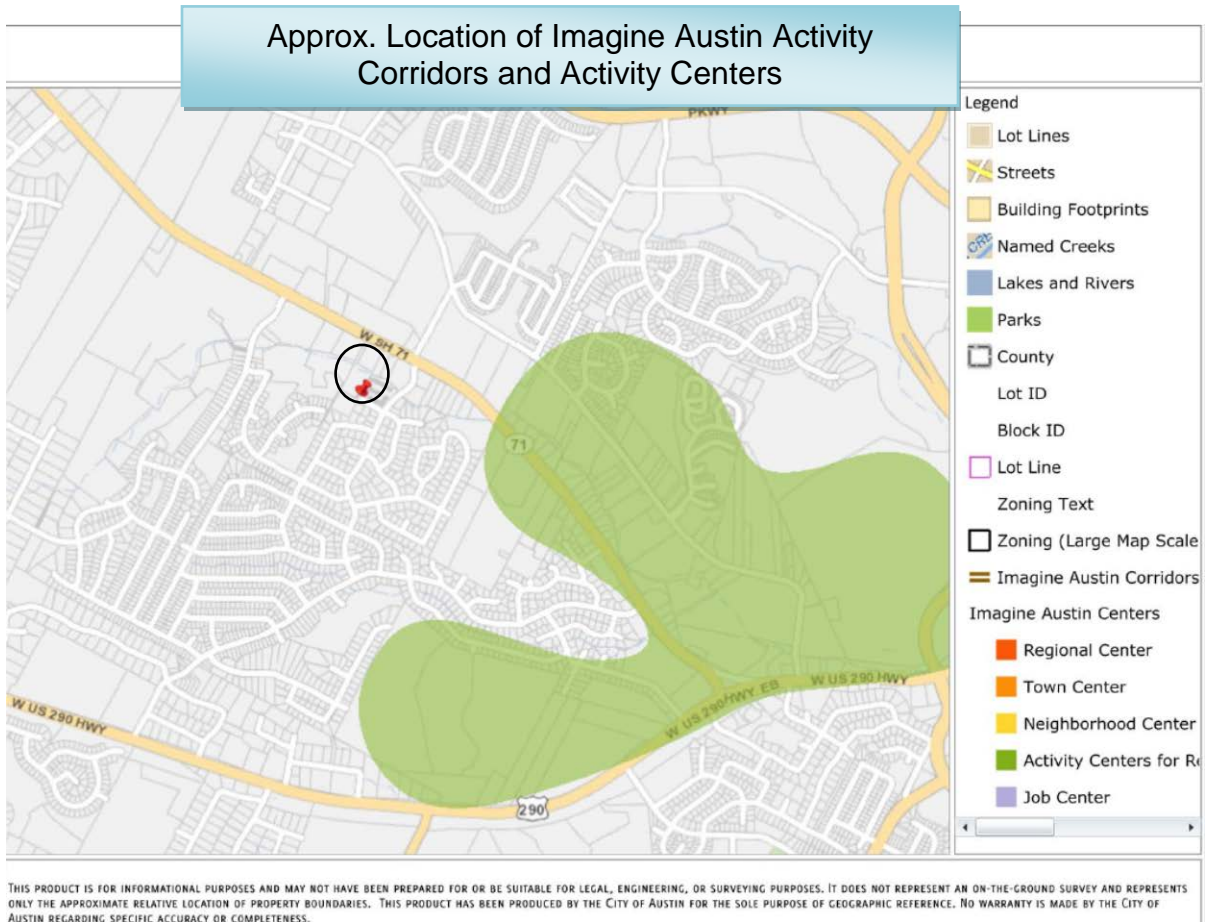 Approx. Location of Imagine Austin Activity
Corridors and Activity Centers
PKWY
W SH 71
71
W US 290 HWY
W US 290 HWY EB
W US 290 HWY
290
Legend
Lot Lines
Streets
Building Footprints
CRE
Named Creeks
Lakes and Rivers
Parks
County
Lot ID
Block ID
Lot Line
Zoning Text
Zoning (Large Map Scale
Imagine Austin Corridors
Imagine Austin Centers
Regional Center
Town Center
Neighborhood Center
Activity Centers for Re
Job Center
THIS PRODUCT IS FOR INFORMATIONAL PURPOSES AND MAY NOT HAVE BEEN PREPARED FOR OR BE SUITABLE FOR LEGAL, ENGINEERING, OR SURVEYING PURPOSES. IT DOES NOT REPRESENT AN ON-THE-GROUND SURVEY AND REPRESENTS
ONLY THE APPROXIMATE RELATIVE LOCATION OF PROPERTY BOUNDARIES. THIS PRODUCT HAS BEEN PRODUCED BY THE CITY OF AUSTIN FOR THE SOLE PURPOSE OF GEOGRAPHIC REFERENCE. NO WARRANTY IS MADE BY THE CITY OF
AUSTIN REGARDING SPECIFIC ACCURACY OR COMPLETENESS.